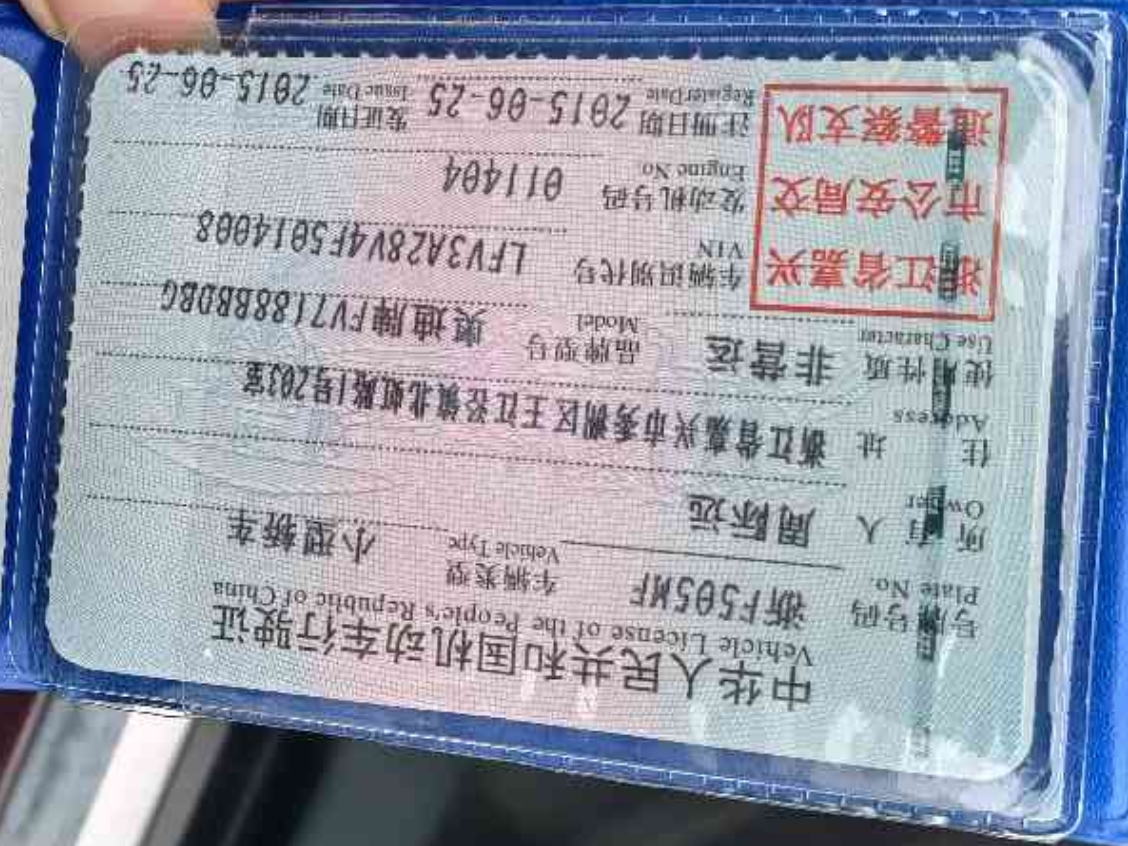 中华人民共和国机动车行驶证
Vehicle License of the People's Republic of China
号牌号码 浙F505MF 车辆类型 小型轿车
Plate No. Vehicle Type
所有人 周际远
Owner
住址 浙江省嘉兴市秀洲区王江泾镇北虹路1号203室
Address
使用性质 非营运 品牌型号 奥迪牌FV7188BBDBG
Use Character Model
浙江省嘉兴
市公安局交
通警察支队
车辆识别代号 LFV3A28V4F5014008
VIN
发动机号码 011404
Engine No
注册日期 2015-06-25 发证日期 2015-06-25
Register Date Issue Date